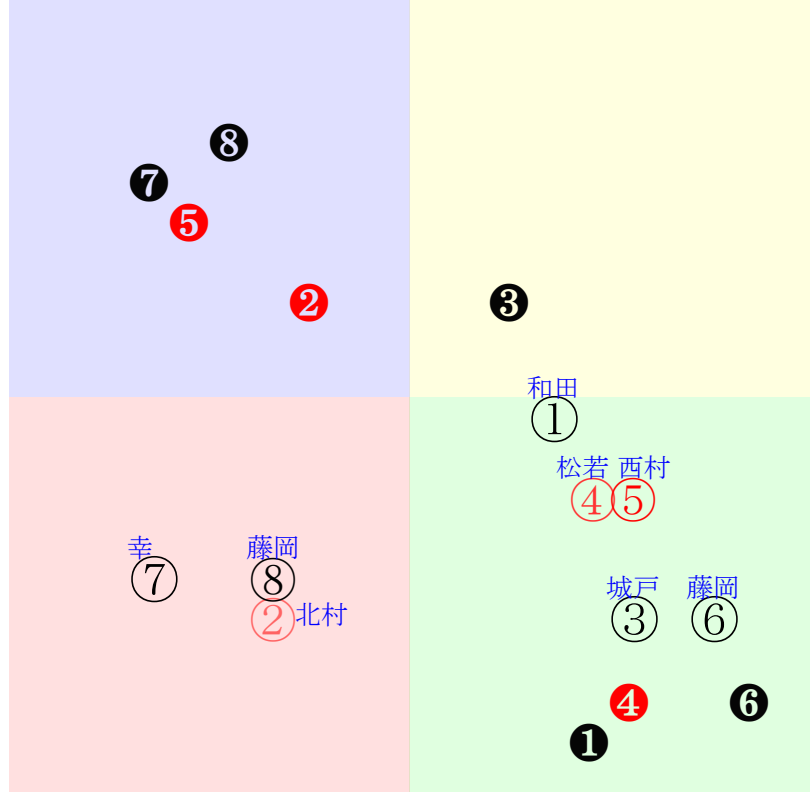 ❽
❼
❺
❷
❸
和田
①
松若 西村
④⑤
幸 藤岡
⑦ ⑧
城戸 藤岡
②北村
③ ⑥
❹ ❻
❶